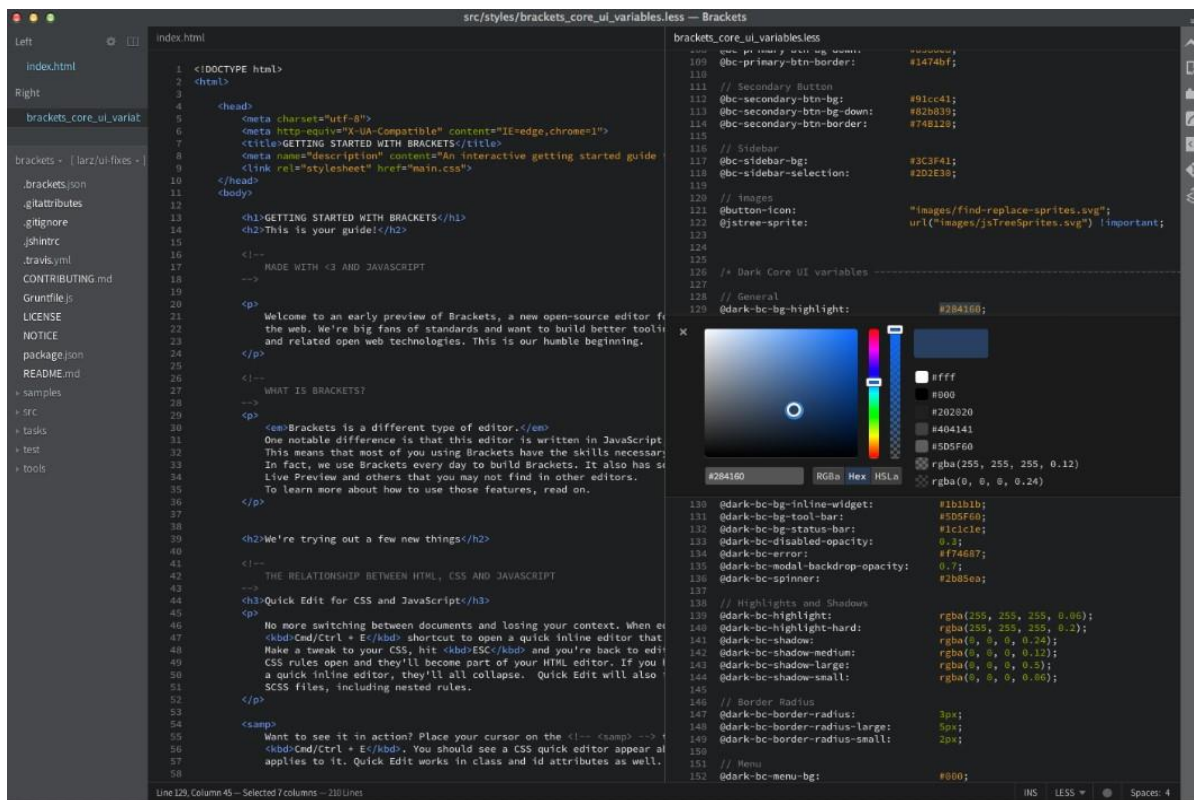 src/styles/brackets_core_ui_variables.less — Brackets
Left
index.html
Right
brackets_core_ui_variabl
brackets [ larz/ui-fixes ]
.brackets.json
.gitattributes
.gitignore
.jshintrc
.travis.yml
CONTRIBUTING.md
Gruntfile.js
LICENSE
NOTICE
package.json
README.md
samples
src
tasks
test
tools
index.html
1 <!DOCTYPE html>
2 <html>
3
4 <head>
5 <meta charset="utf-8">
6 <meta http-equiv="X-UA-Compatible" content="IE=edge,chrome=1">
7 <title>GETTING STARTED WITH BRACKETS</title>
8 <meta name="description" content="An interactive getting started guide
9 <link rel="stylesheet" href="main.css">
10 </head>
11 <body>
12
13 <h1>GETTING STARTED WITH BRACKETS</h1>
14 <h2>This is your guide!</h2>
15
16 <!--
17 MADE WITH <3 AND JAVASCRIPT
18 -->
19
20 <p>
21 Welcome to an early preview of Brackets, a new open-source editor
22 the web. We're big fans of standards and want to build better
23 and related open web technologies. This is our humble beginning.
24 </p>
25
26 <!--
27 WHAT IS BRACKETS?
28 -->
29 <p>
30 <em>Brackets is a different type of editor.</em>
31 One notable difference is that this editor is written in JavaScript
32 This means that most of you using Brackets have the skills necessary
33 In fact, we use Brackets every day to build Brackets. It also has
34 Live Preview and others that you may not find in other editors.
35 To learn more about how to use those features, read on.
36 </p>
37
38
39 <h2>We're trying out a few new things</h2>
40
41 <!--
42 THE RELATIONSHIP BETWEEN HTML, CSS AND JAVASCRIPT
43 -->
44 <h3>Quick Edit for CSS and JavaScript</h3>
45 <p>
46 No more switching between documents and losing your context. When
47 <kbd>Cmd/Ctrl + E</kbd> shortcut to open a quick inline editor that
48 Make a tweak to your CSS, hit <kbd>ESC</kbd> and you're back to
49 CSS rules open and they'll become part of your HTML editor. If you
50 a quick inline editor, they'll all collapse. Quick Edit will also
51 SCSS files, including nested rules.
52 </p>
53
54 <samp>
55 Want to see it in action? Place your cursor on the <!-- <samp> -->
56 <kbd>Cmd/Ctrl + E</kbd>. You should see a CSS quick editor appear
57 applies to it. Quick Edit works in class and id attributes as well.
58
brackets_core_ui_variables.less
109 @bc-primary-btn-border: #1474bf;
110
111 // Secondary Button
112 @bc-secondary-btn-bg: #91cc41;
113 @bc-secondary-btn-bg-down: #82b839;
114 @bc-secondary-btn-border: #74B120;
115
116 // Sidebar
117 @bc-sidebar-bg: #3C3F41;
118 @bc-sidebar-selection: #2D2E30;
119
120 // images
121 @button-icon: "images/find-replace-sprites.svg";
122 @jstree-sprite: url("images/jsTreeSprites.svg") !important;
123
124
125
126 /* Dark Core UI variables
127
128 // General
129 @dark-bc-bg-highlight: #284160;
#fff
#000
#202020
#404141
#5D5F60
rgba(255, 255, 255, 0.12)
rgba(0, 0, 0, 0.24)
#284160 RGBa Hex HSLa
130 @dark-bc-bg-inline-widget: #1b1b1b;
131 @dark-bc-bg-tool-bar: #5D5F60;
132 @dark-bc-bg-status-bar: #1c1c1e;
133 @dark-bc-disabled-opacity: 0.3;
134 @dark-bc-error: #f74687;
135 @dark-bc-modal-backdrop-opacity: 0.7;
136 @dark-bc-spinner: #2b85ea;
137
138 // Highlights and Shadows
139 @dark-bc-highlight: rgba(255, 255, 255, 0.06);
140 @dark-bc-highlight-hard: rgba(255, 255, 255, 0.2);
141 @dark-bc-shadow: rgba(0, 0, 0, 0.24);
142 @dark-bc-shadow-medium: rgba(0, 0, 0, 0.12);
143 @dark-bc-shadow-large: rgba(0, 0, 0, 0.5);
144 @dark-bc-shadow-small: rgba(0, 0, 0, 0.06);
145
146 // Border Radius
147 @dark-bc-border-radius: 3px;
148 @dark-bc-border-radius-large: 5px;
149 @dark-bc-border-radius-small: 2px;
150
151 // Menu
152 @dark-bc-menu-bg: #000;
Line 129, Column 45 — Selected 7 columns — 210 Lines
INS LESS Spaces: 4